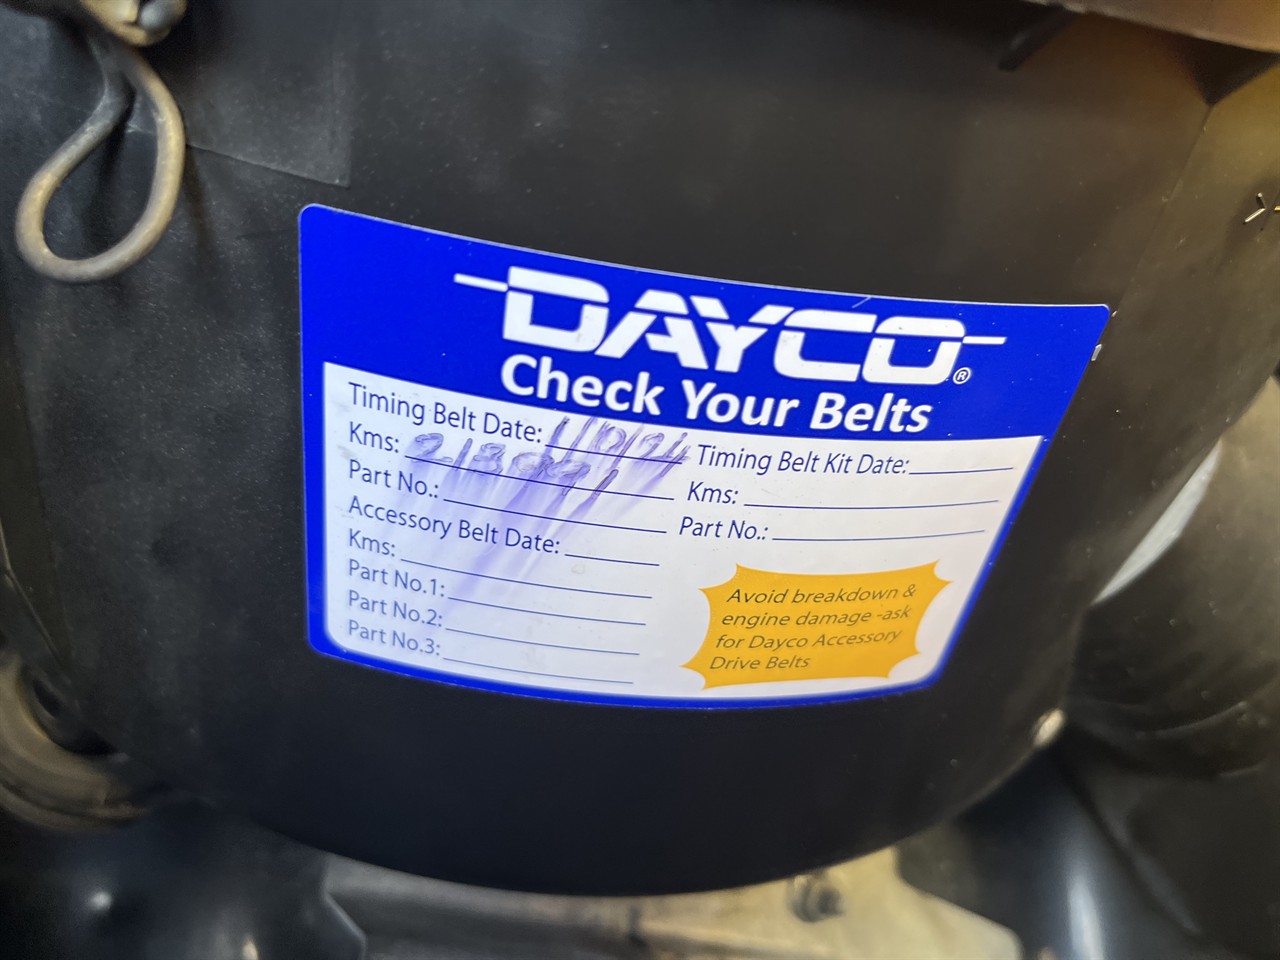 DAYCO®
Check Your Belts
Timing Belt Date: 1/10/24
Kms:
Part No.:
Accessory Belt Date:
Kms:
Part No.1:
Part No.2:
Part No.3:
Timing Belt Kit Date:
Kms:
Part No.:
Avoid breakdown &
engine damage -ask
for Dayco Accessory
Drive Belts